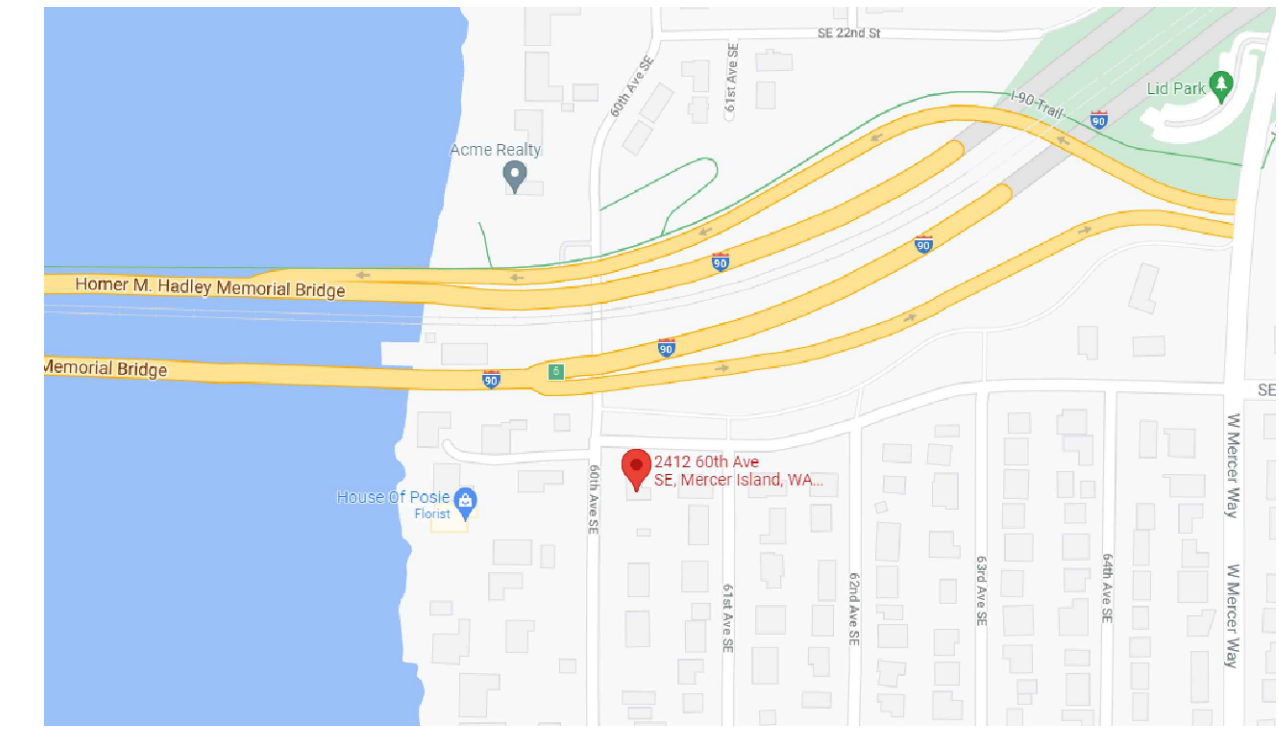 SE 22nd St
60th Ave SE
61st Ave SE
Lid Park
I-90 Trail
90
Acme Realty
90
90
Homer M. Hadley Memorial Bridge
90
Memorial Bridge
90
6
SE
W Mercer Way
2412 60th Ave
SE, Mercer Island, WA...
60th Ave SE
House Of Posie
Florist
61st Ave SE
62nd Ave SE
63rd Ave SE
64th Ave SE
W Mercer Way